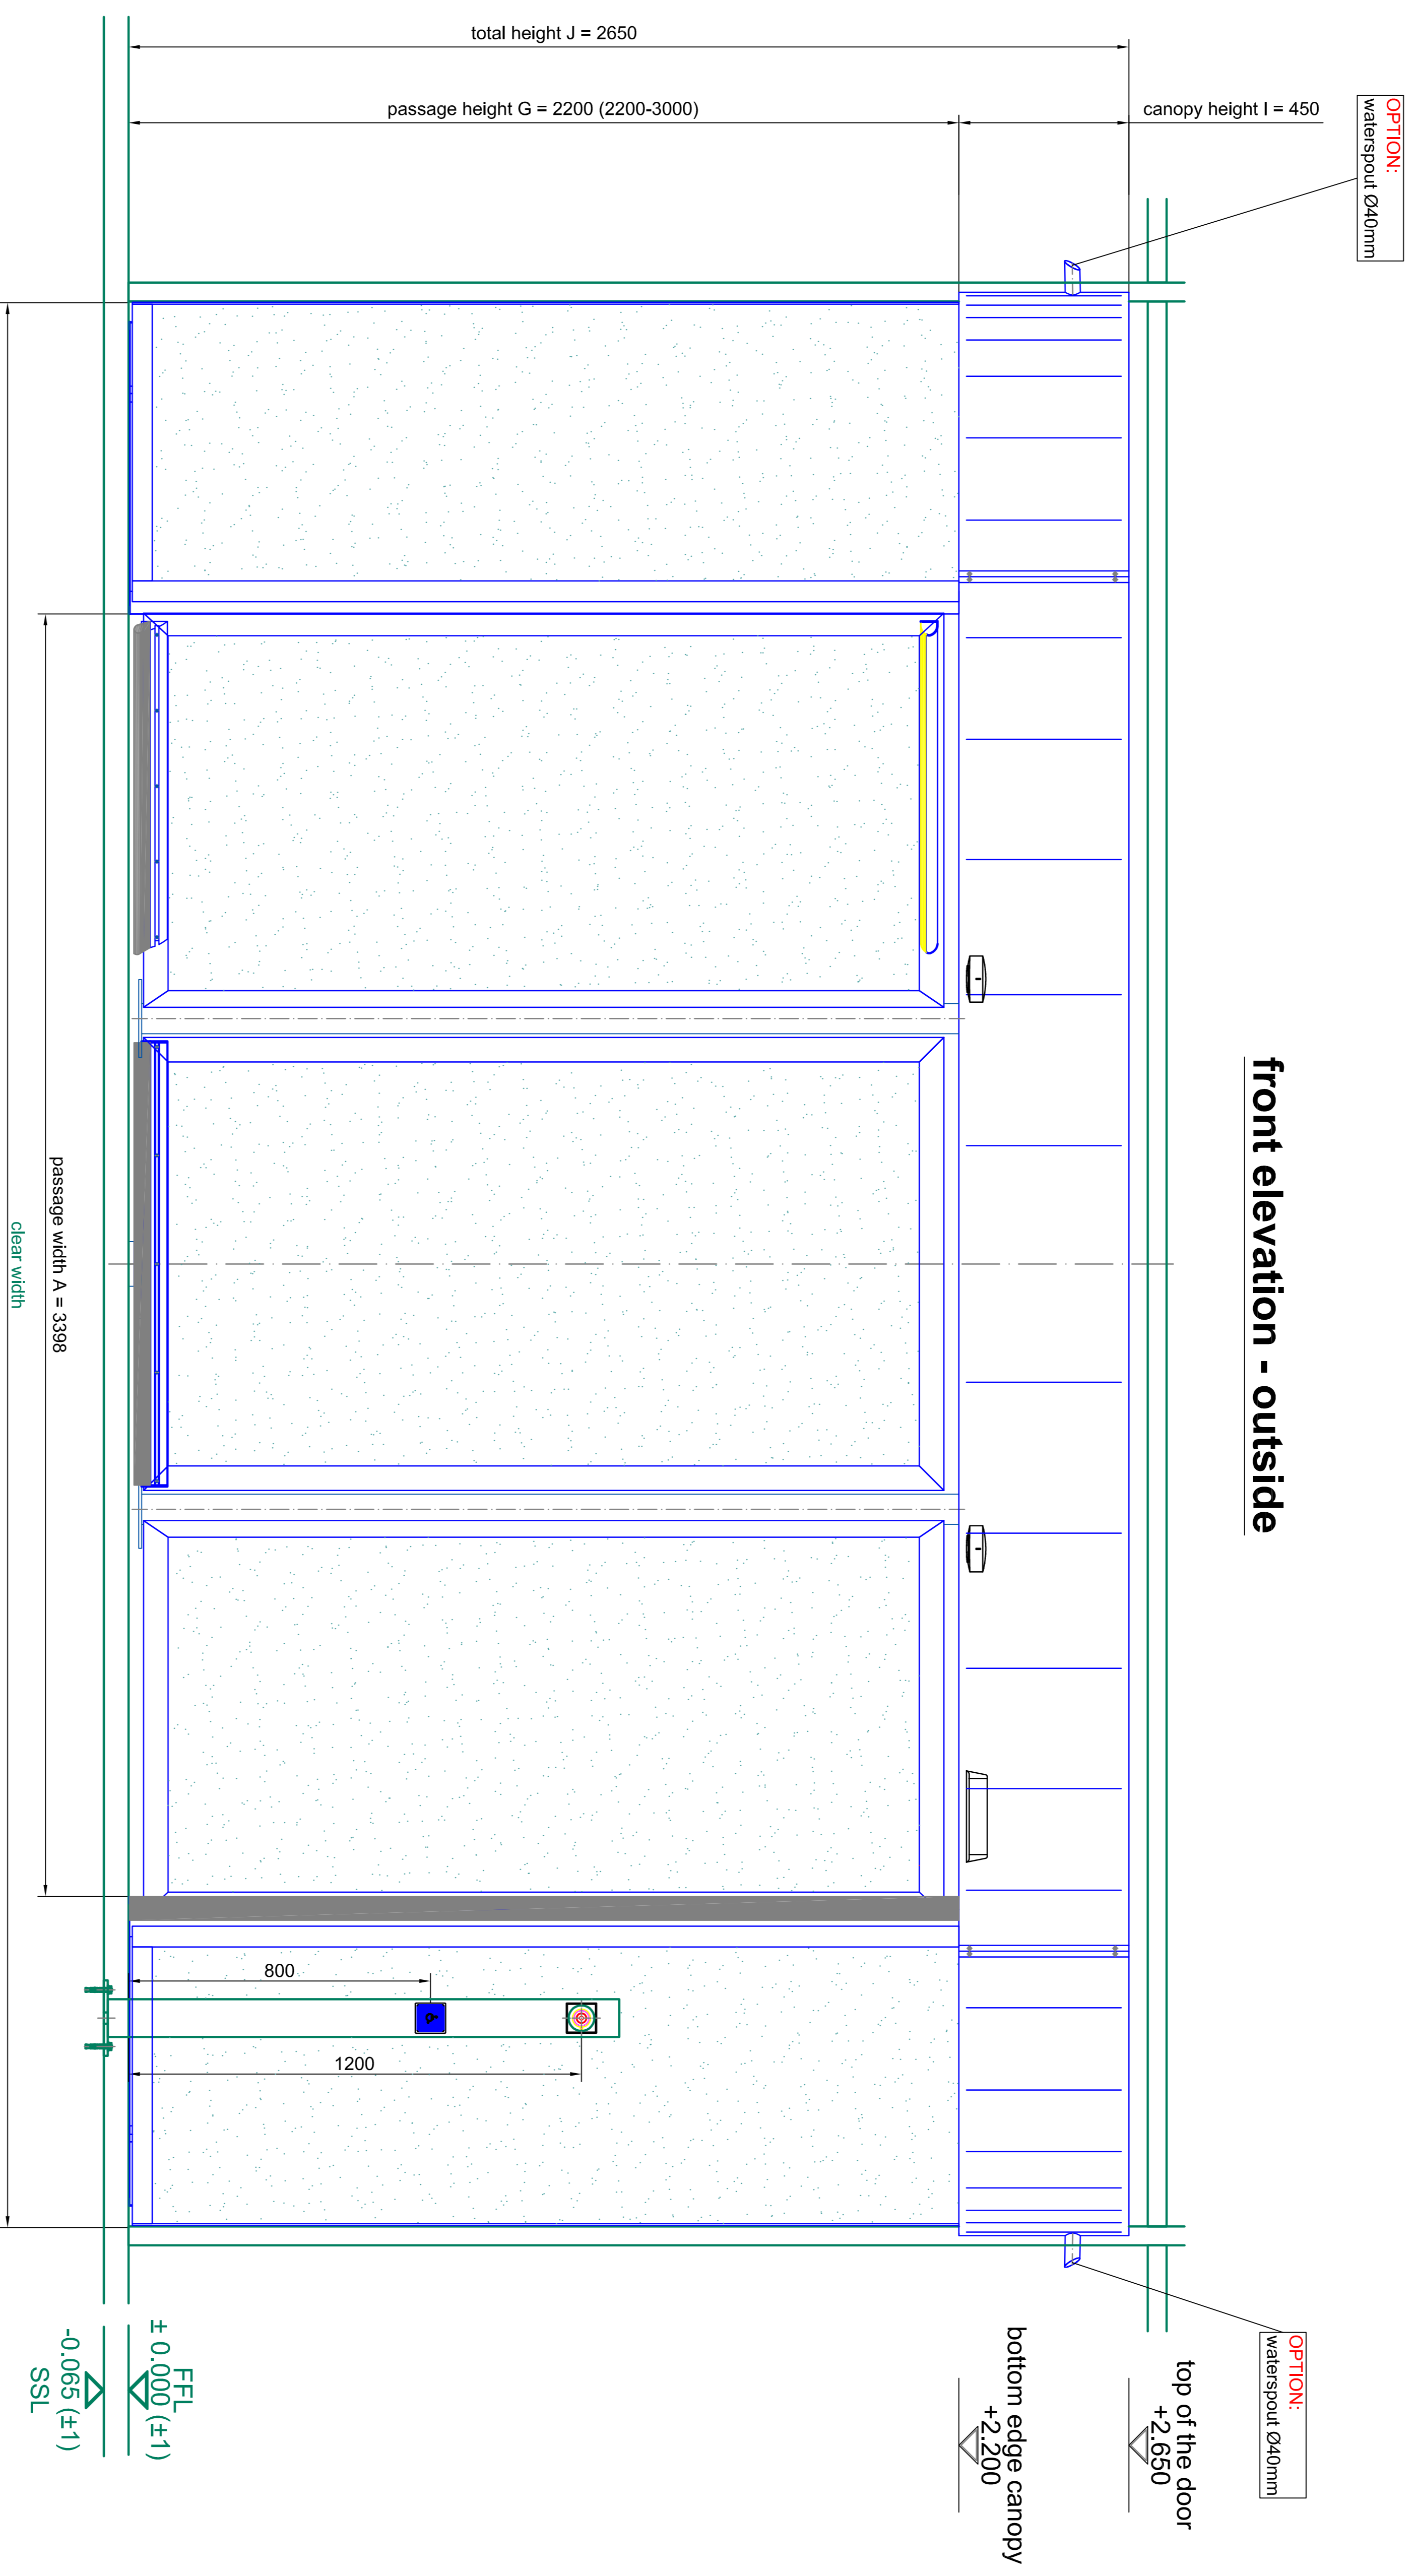 front elevation - outside
OPTION:
waterspout Ø40mm
OPTION:
waterspout Ø40mm
canopy height I = 450
total height J = 2650
passage height G = 2200 (2200-3000)
top of the door
+2.650
bottom edge canopy
+2.200
1200
800
FFL
± 0.000 (±1)
-0.065 (±1)
SSL
passage width A = 3398
clear width